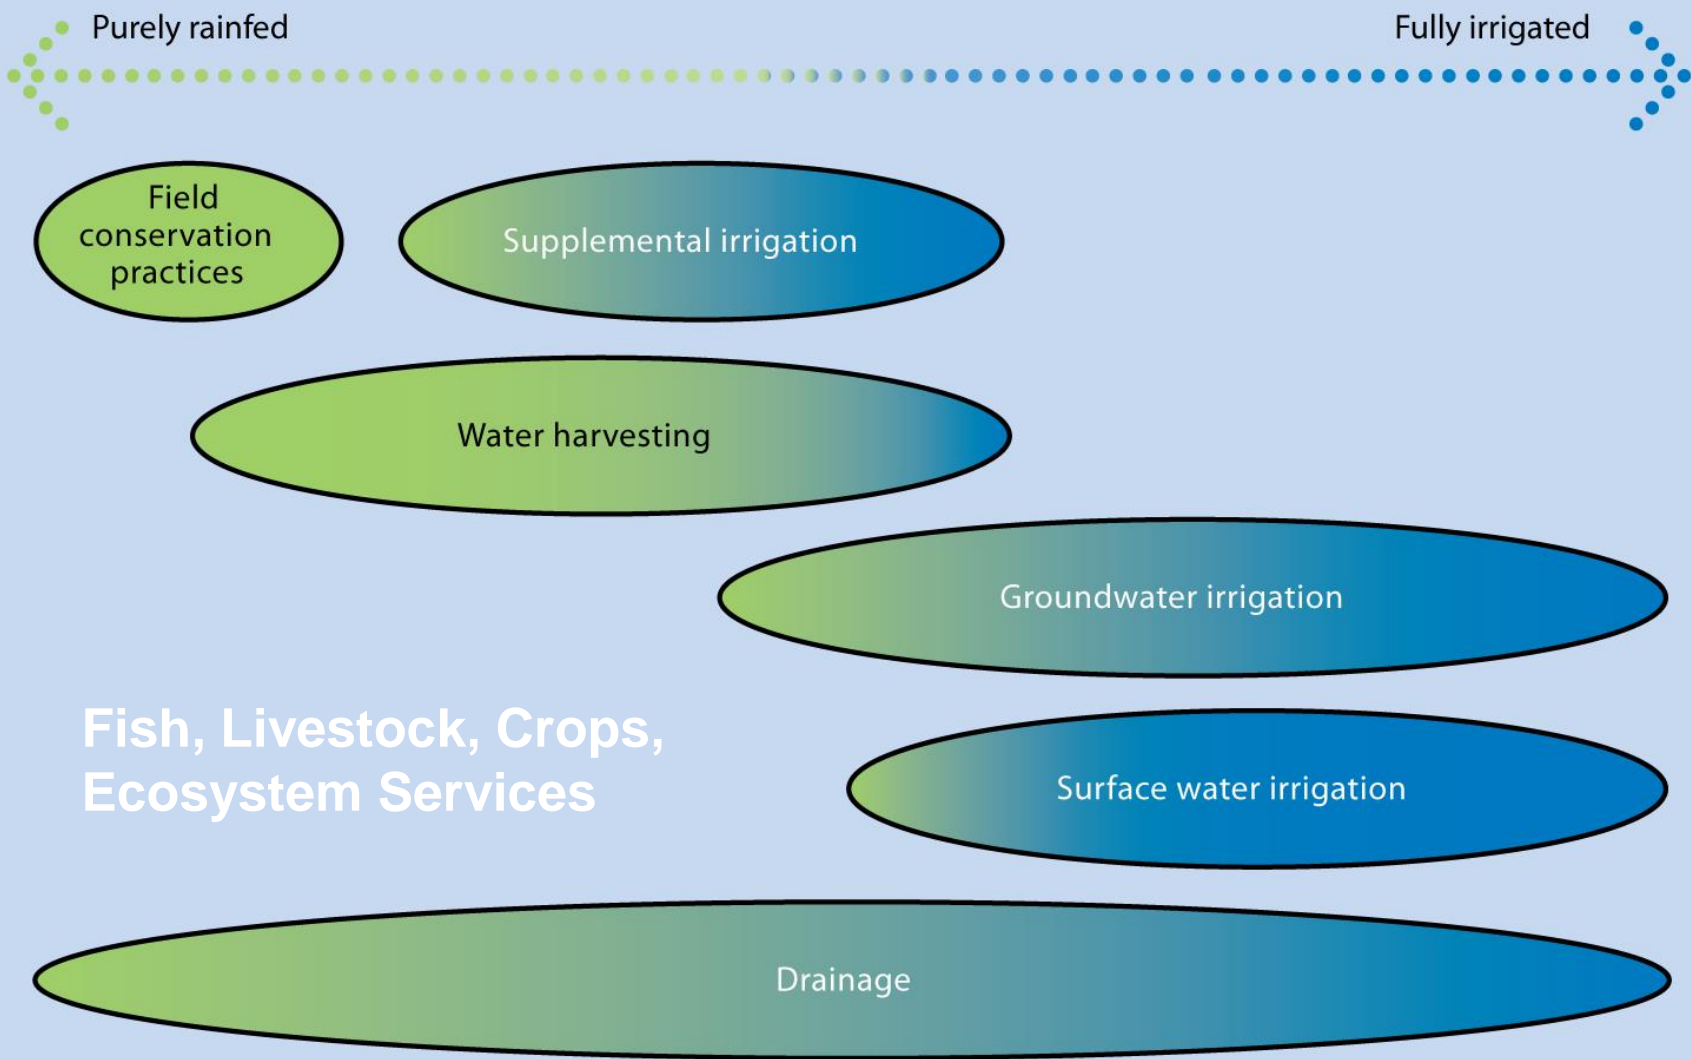 Purely rainfed
Fully irrigated
Field
conservation
practices
Supplemental irrigation
Water harvesting
Groundwater irrigation
Fish, Livestock, Crops,
Ecosystem Services
Surface water irrigation
Drainage